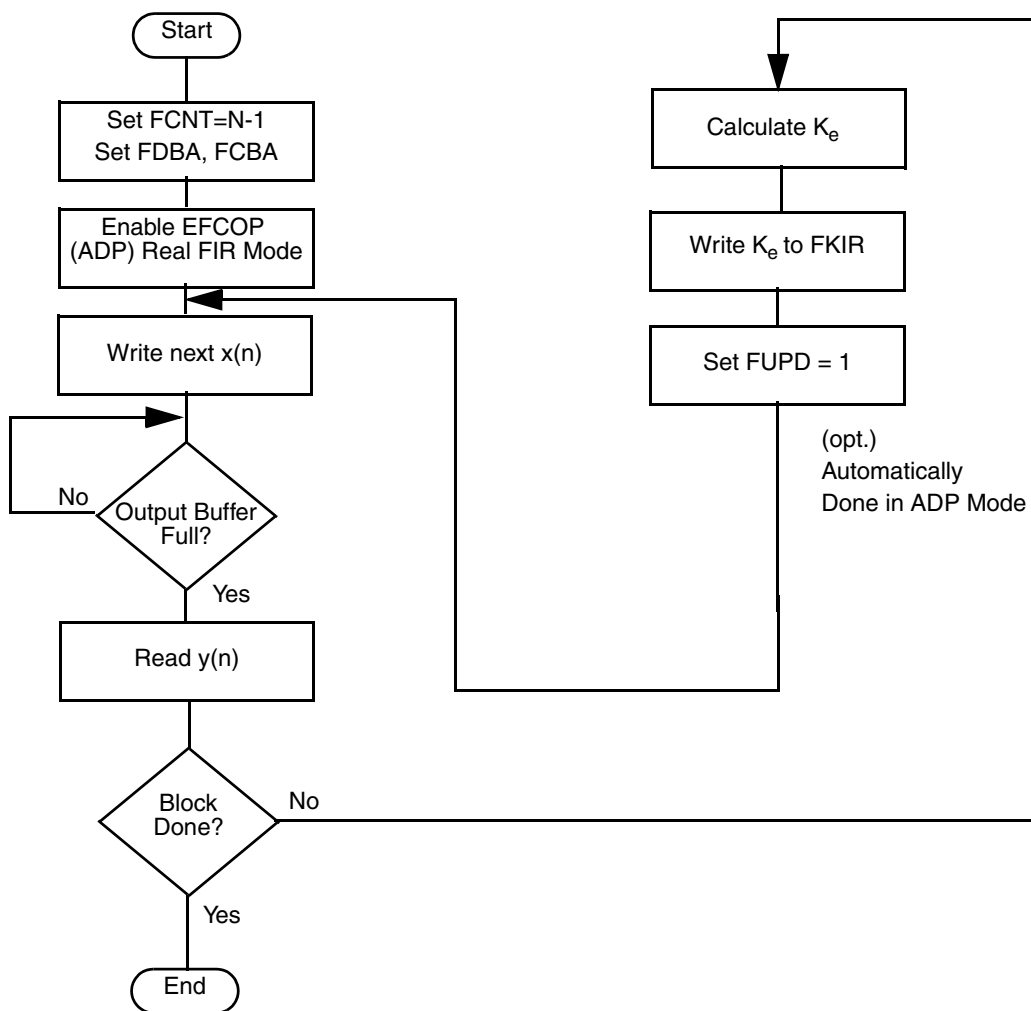 Start
Set FCNT=N-1
Set FDBA, FCBA
Enable EFCOP
(ADP) Real FIR Mode
Write next x(n)
No
Output Buffer
Full?
Yes
Read y(n)
Block
Done?
No
Yes
End
Calculate Ke
Write Ke to FKIR
Set FUPD = 1
(opt.)
Automatically
Done in ADP Mode